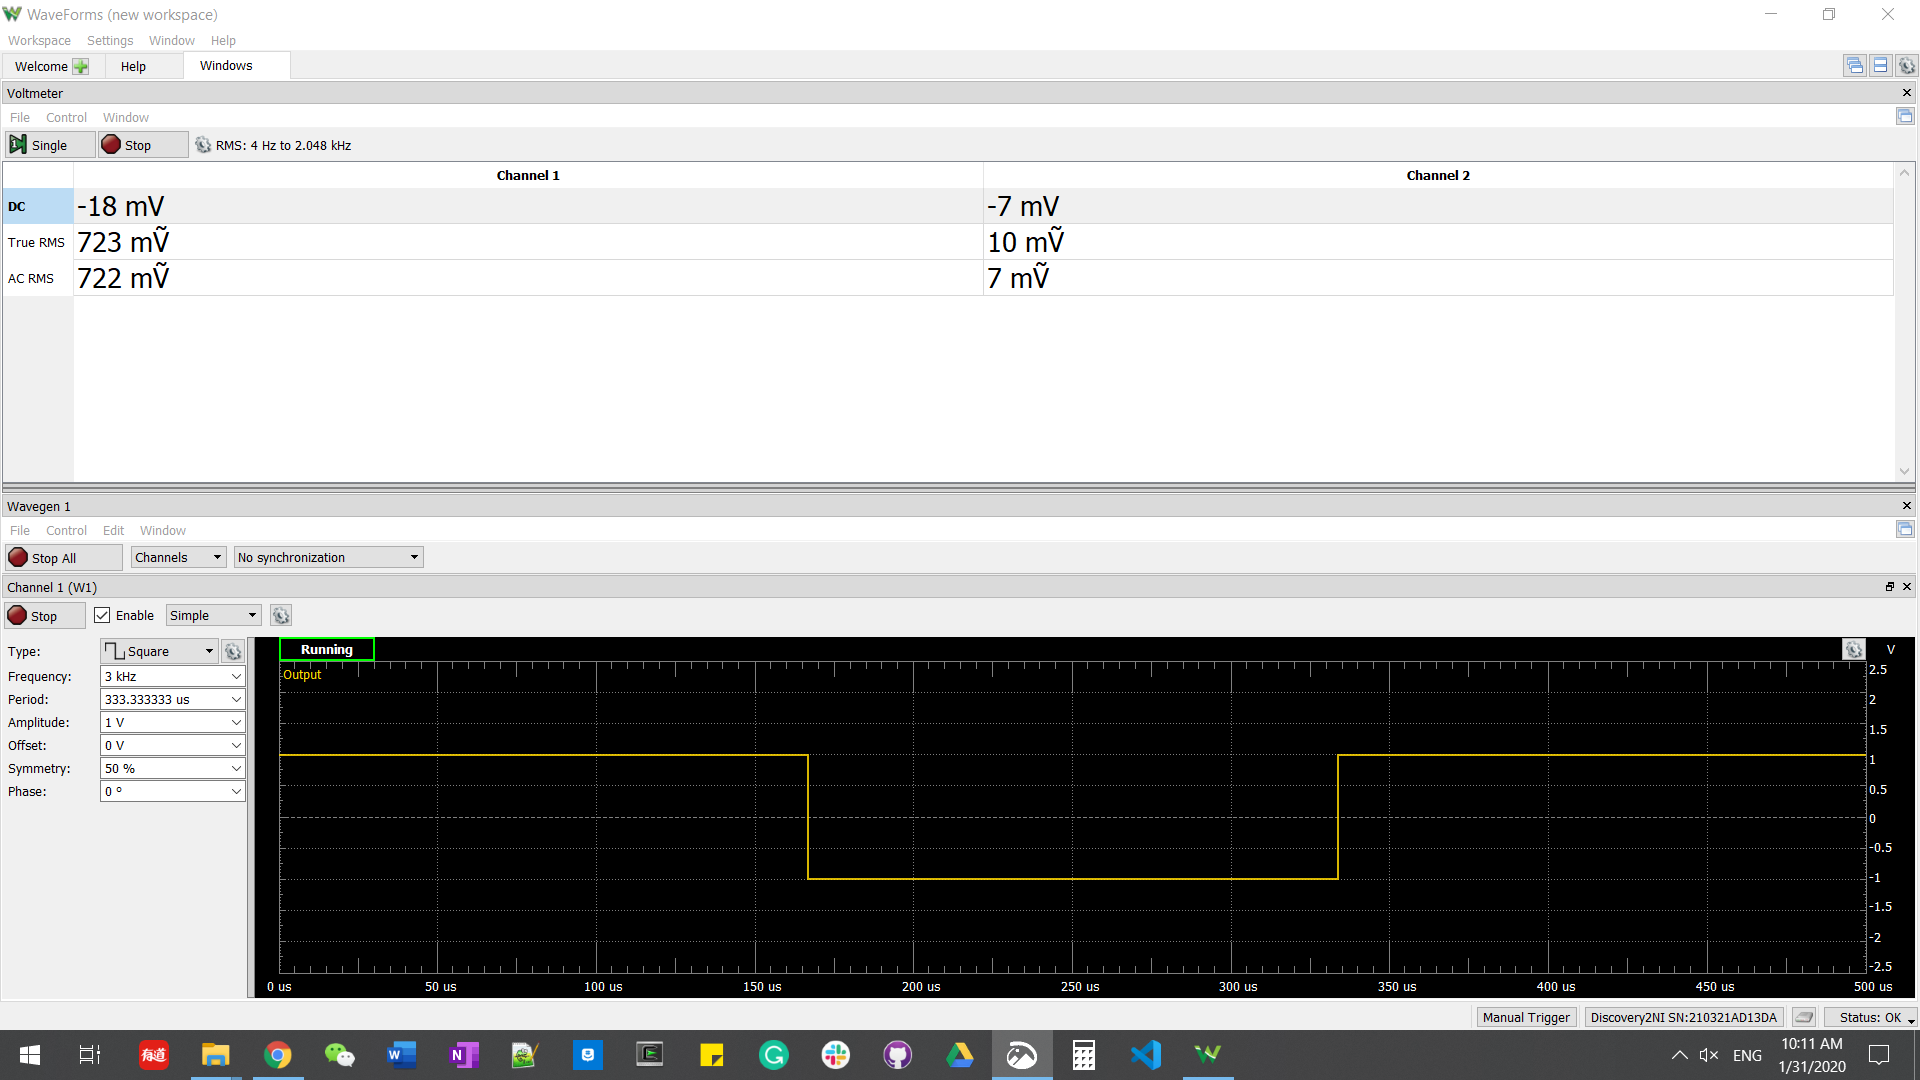 WaveForms (new workspace)
Workspace Settings Window Help
Welcome Help Windows
Voltmeter
File Control Window
Single Stop RMS: 4 Hz to 2.048 kHz
Channel 1 Channel 2
DC -18 mV -7 mV
True RMS 723 mṼ 10 mṼ
AC RMS 722 mṼ 7 mṼ
Wavegen 1
File Control Edit Window
Stop All Channels No synchronization
Channel 1 (W1)
Stop Enable Simple
Type: Square
Frequency: 3 kHz
Period: 333.333333 us
Amplitude: 1 V
Offset: 0 V
Symmetry: 50 %
Phase: 0 º
Running V
Output
2.5
2
1.5
1
0.5
0
-0.5
-1
-1.5
-2
-2.5
0 us 50 us 100 us 150 us 200 us 250 us 300 us 350 us 400 us 450 us 500 us
Manual Trigger Discovery2NI SN:210321AD13DA Status: OK
有道
ENG
10:11 AM
1/31/2020